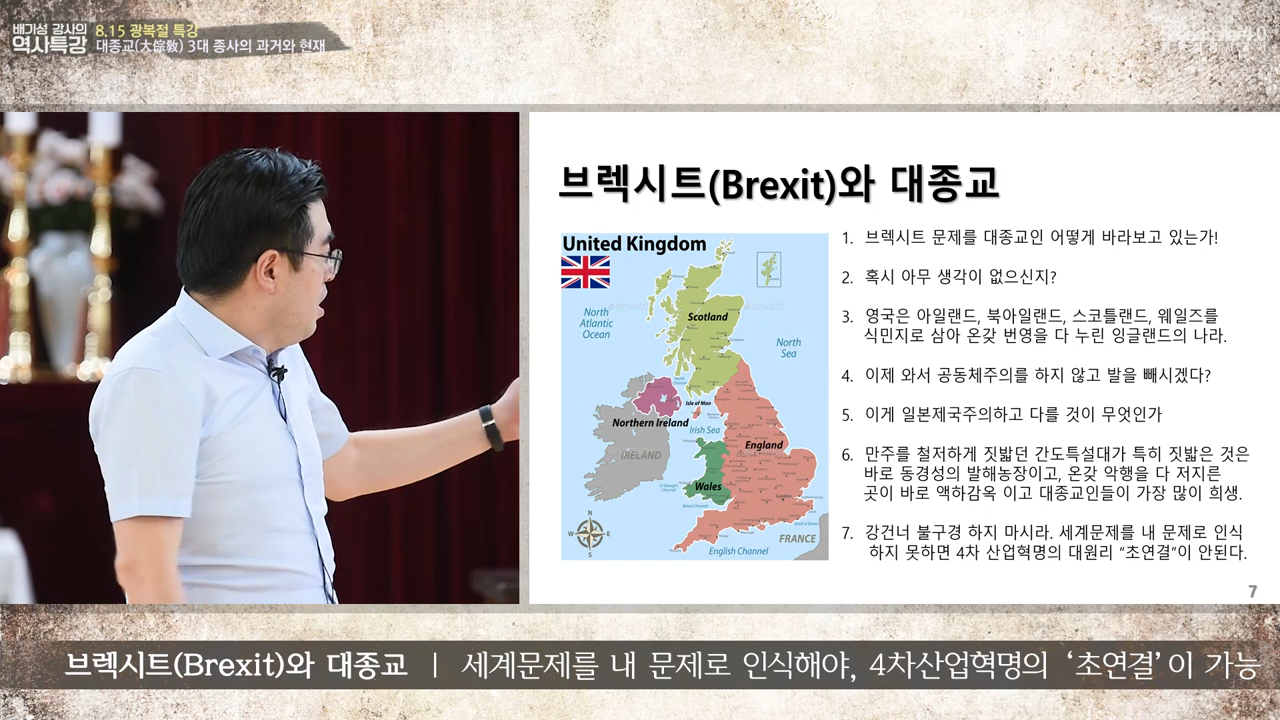 배기성 강사의
역사특강
8.15 광복절 특강
대종교(大倧敎) 3대 종사의 과거와 현재
브렉시트(Brexit)와 대종교
United Kingdom
North
Atlantic
Ocean
Scotland
North
Sea
Isle of Man
Northern Ireland
Irish Sea
IRELAND
England
Wales
London
FRANCE
English Channel
N
W
E
S
1. 브렉시트 문제를 대종교인 어떻게 바라보고 있는가!
2. 혹시 아무 생각이 없으신지?
3. 영국은 아일랜드, 북아일랜드, 스코틀랜드, 웨일즈를
식민지로 삼아 온갖 번영을 다 누린 잉글랜드의 나라.
4. 이제 와서 공동체주의를 하지 않고 발을 빼시겠다?
5. 이게 일본제국주의하고 다를 것이 무엇인가
6. 만주를 철저하게 짓밟던 간도특설대가 특히 짓밟은 것은
바로 동경성의 발해농장이고, 온갖 악행을 다 저지른
곳이 바로 액하감옥 이고 대종교인들이 가장 많이 희생.
7. 강건너 불구경 하지 마시라. 세계문제를 내 문제로 인식
하지 못하면 4차 산업혁명의 대원리 “초연결”이 안된다.
7
브렉시트(Brexit)와 대종교 | 세계문제를 내 문제로 인식해야, 4차산업혁명의 ‘초연결’이 가능